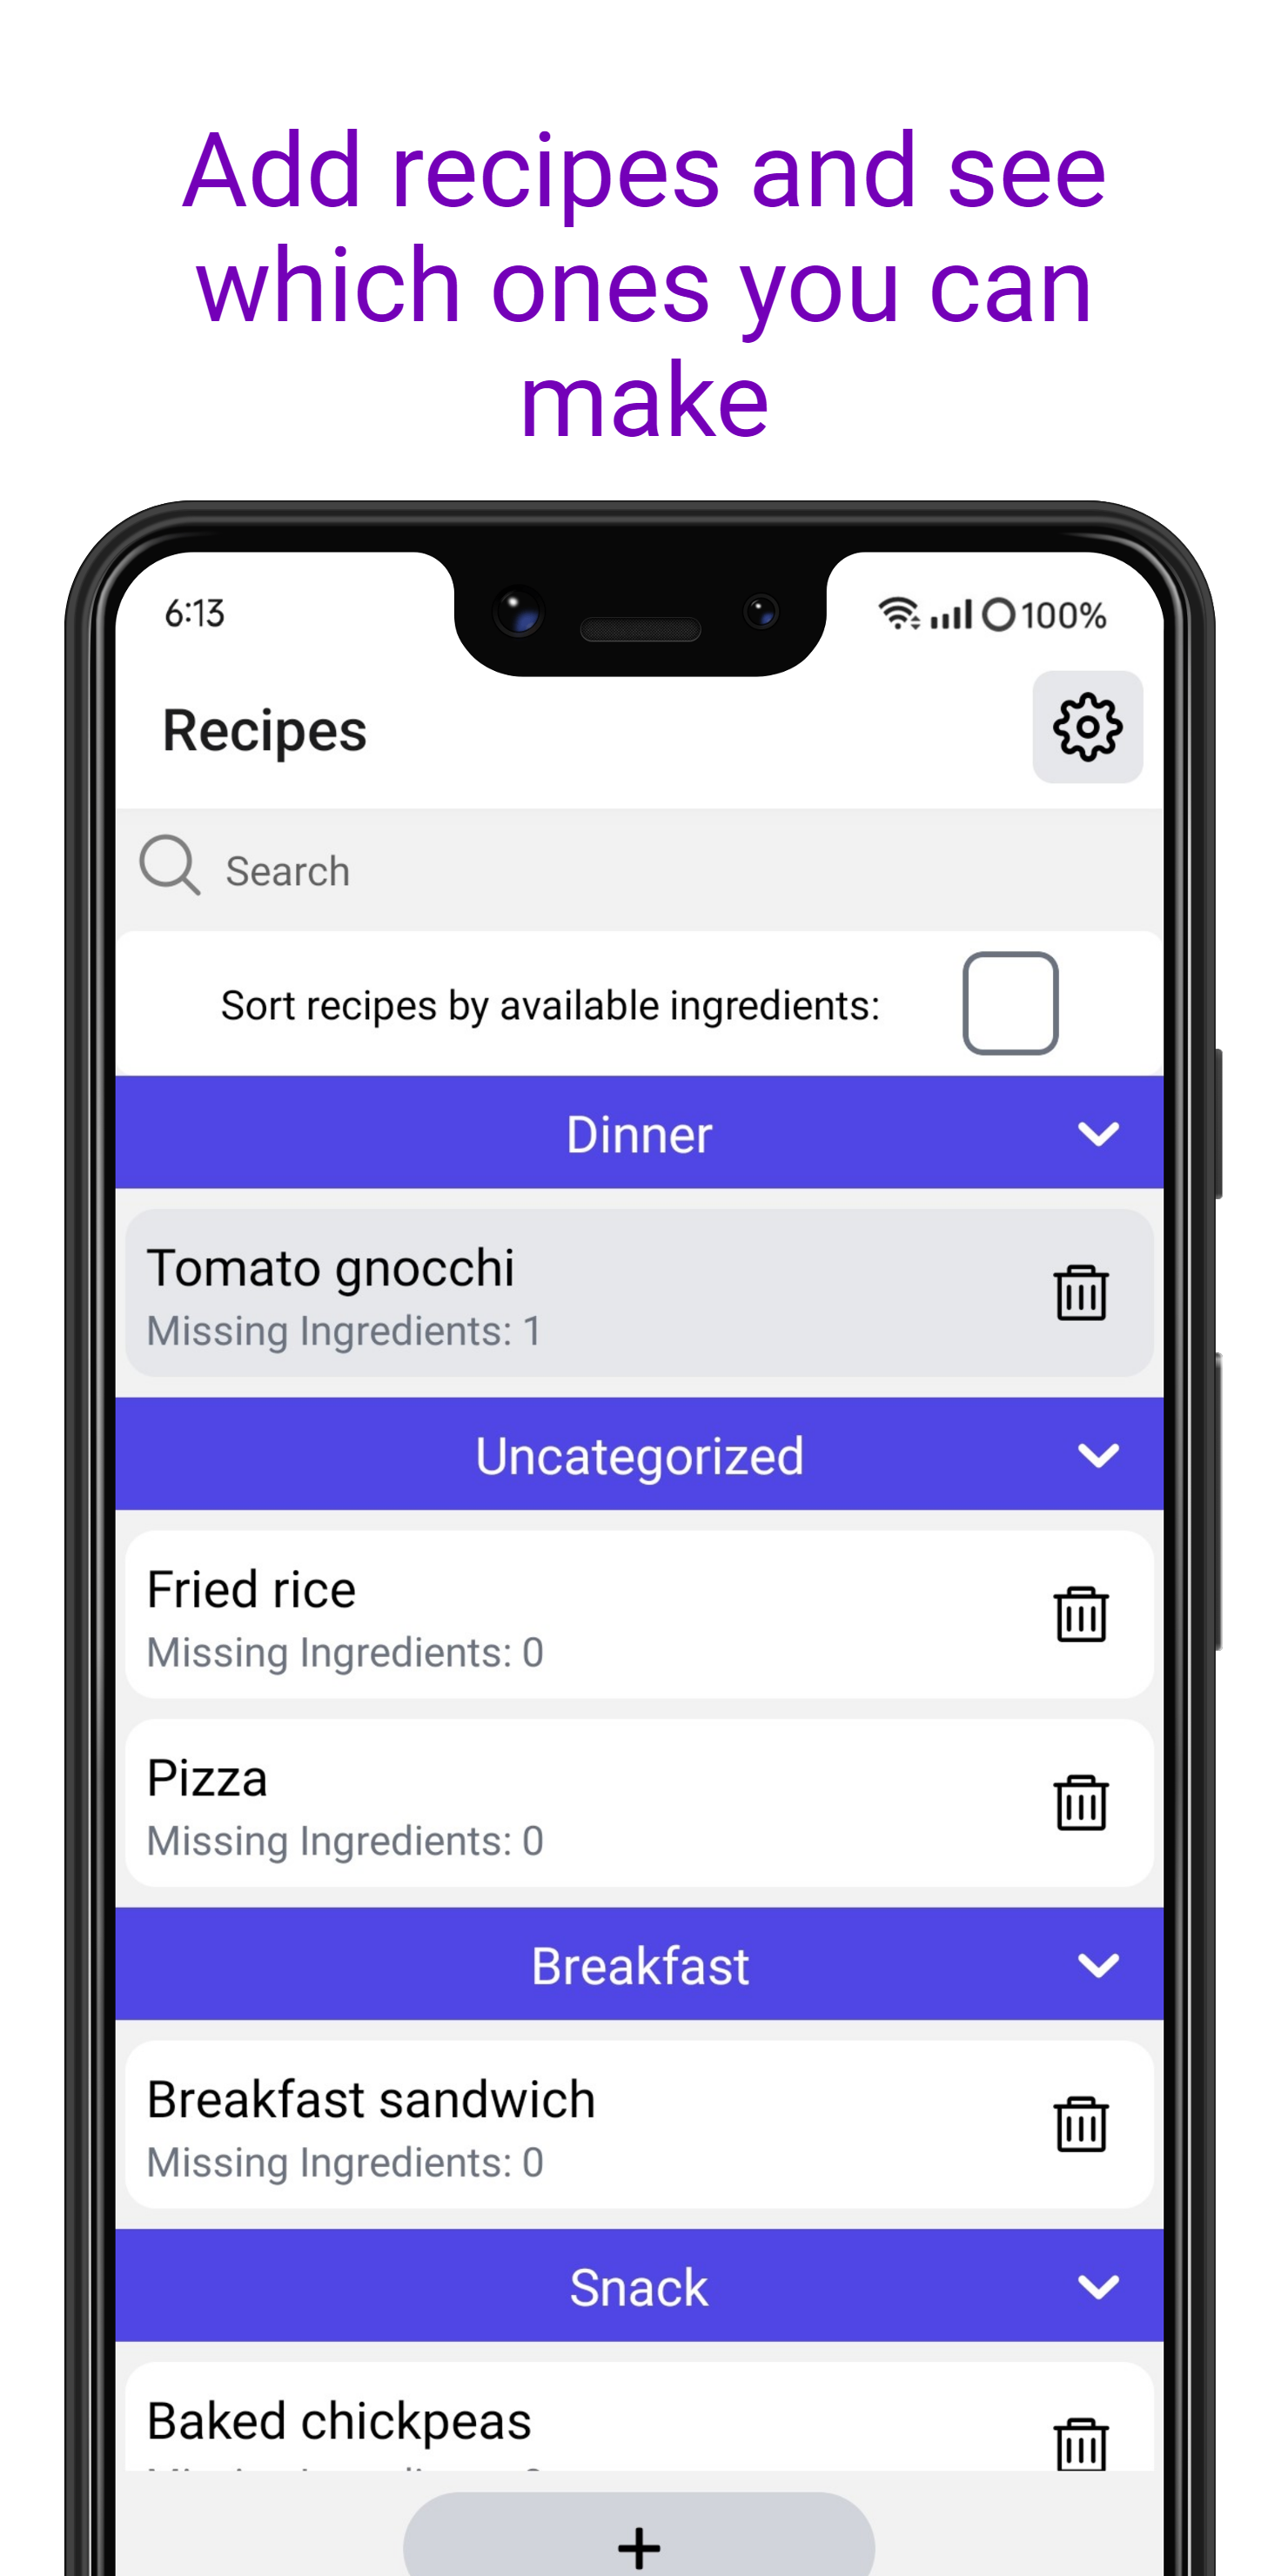 Add recipes and see
which ones you can
make
6:13
100%
Recipes
Search
Sort recipes by available ingredients:
Dinner
Tomato gnocchi
Missing Ingredients: 1
Uncategorized
Fried rice
Missing Ingredients: 0
Pizza
Missing Ingredients: 0
Breakfast
Breakfast sandwich
Missing Ingredients: 0
Snack
Baked chickpeas
+